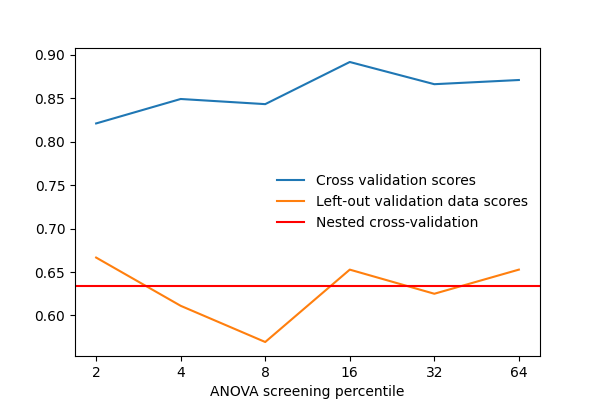 0.90
0.85
0.80
0.75
0.70
0.65
0.60
Cross validation scores
Left-out validation data scores
Nested cross-validation
2 4 8 16 32 64
ANOVA screening percentile